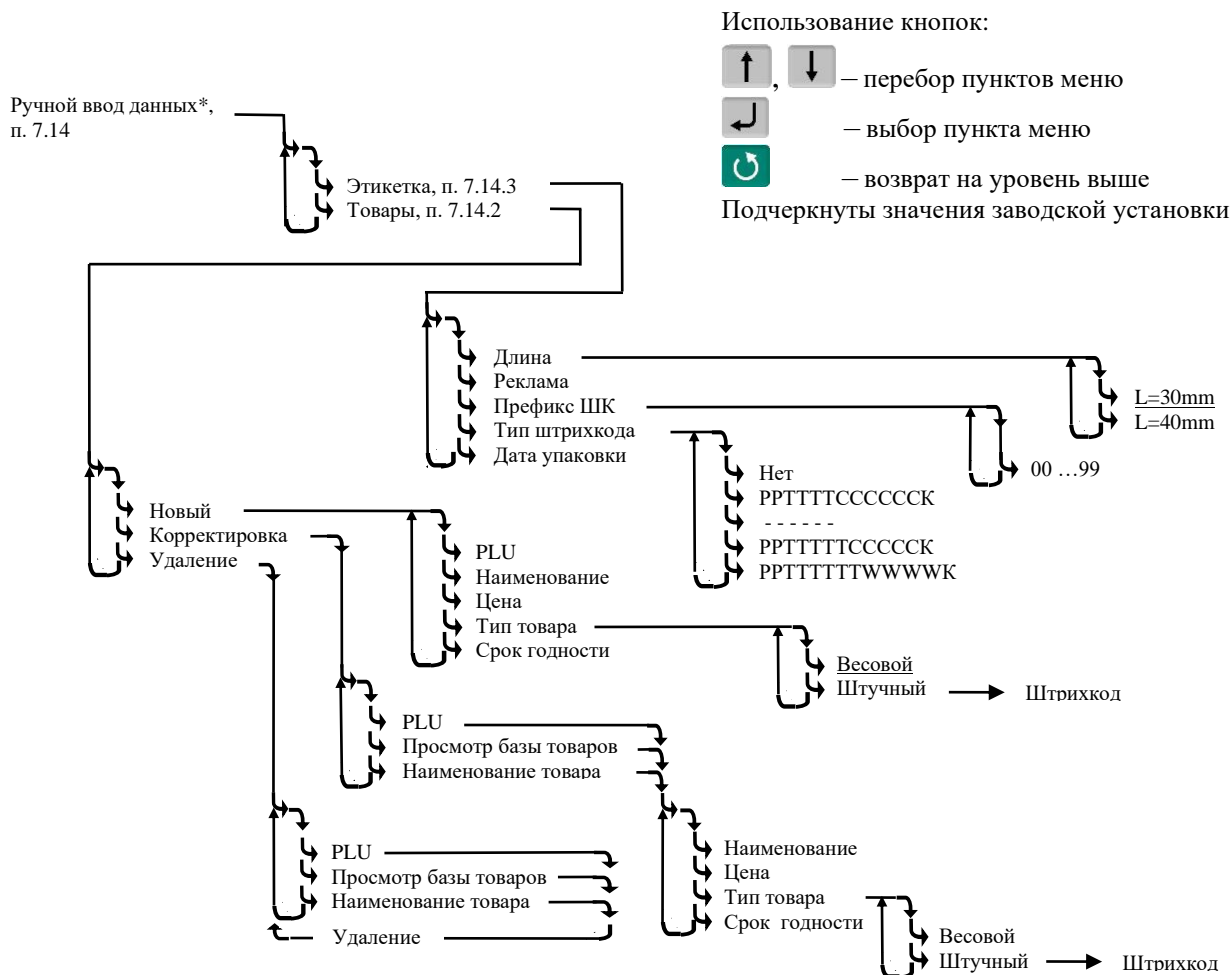 Использование кнопок:
, – перебор пунктов меню
– выбор пункта меню
– возврат на уровень выше
Подчеркнуты значения заводской установки
Ручной ввод данных*,
п. 7.14
Этикетка, п. 7.14.3
Товары, п. 7.14.2
Длина
Реклама
Префикс ШК
Тип штрихкода
Дата упаковки
L=30mm
L=40mm
00 …99
Нет
PPTTTTCCCCCCK
- - - - - -
PPTTTTTCCCCCK
PPTTTTTTWWWWK
Новый
Корректировка
Удаление
PLU
Наименование
Цена
Тип товара
Срок годности
Весовой
Штучный
Штрихкод
PLU
Просмотр базы товаров
Наименование товара
PLU
Просмотр базы товаров
Наименование товара
Удаление
Наименование
Цена
Тип товара
Срок годности
Весовой
Штучный
Штрихкод